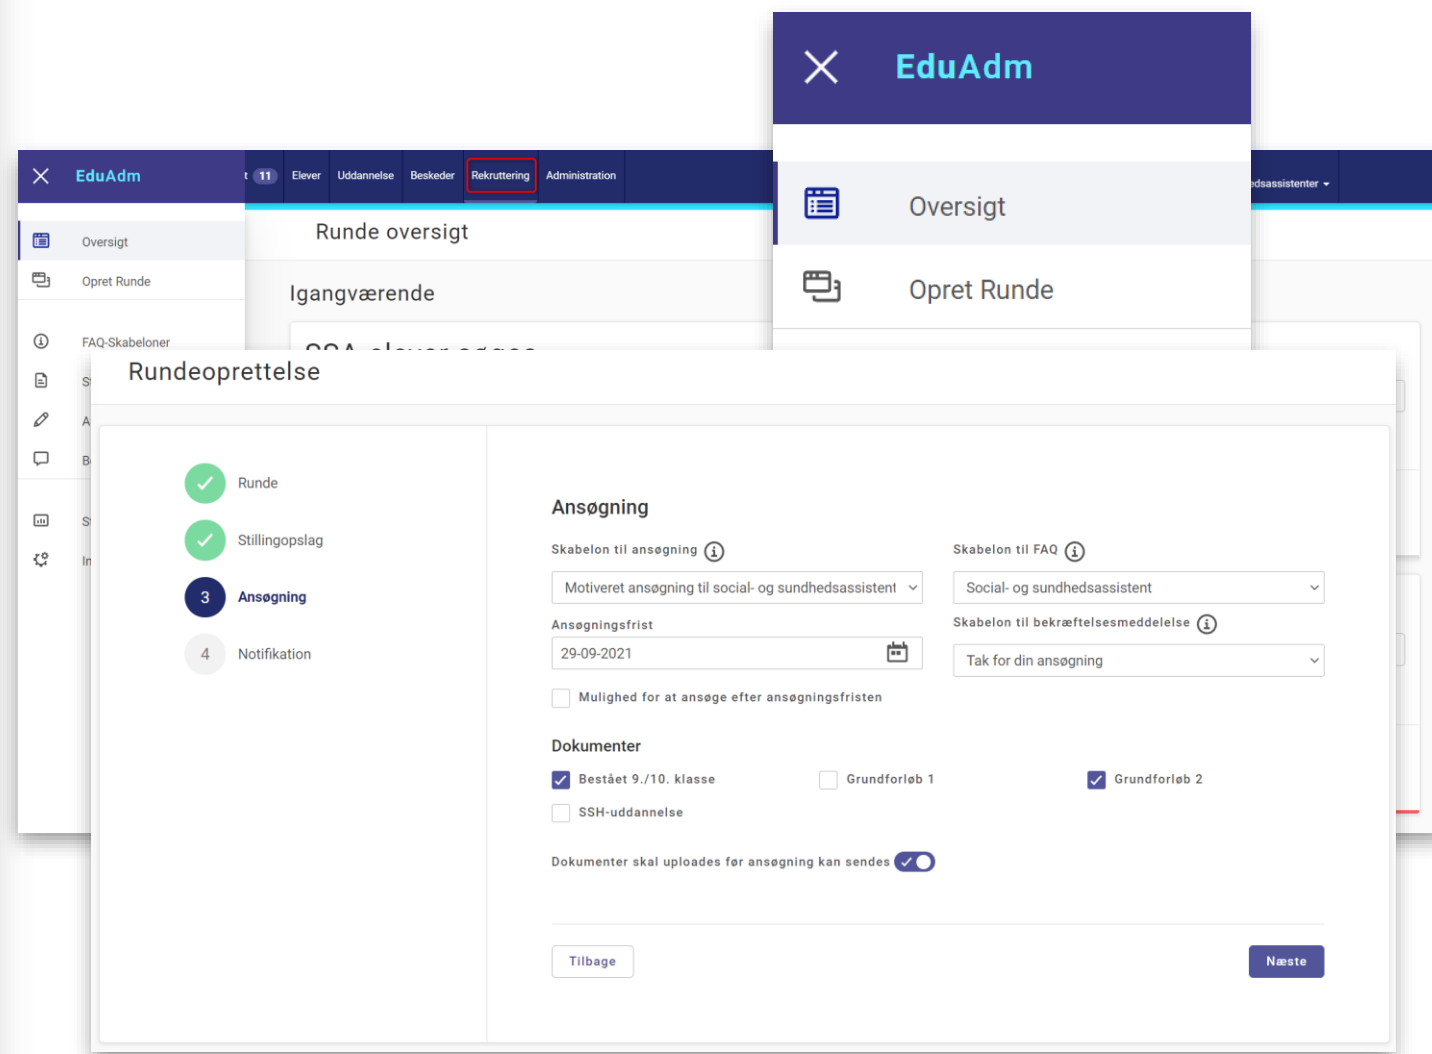 EduAdm
Oversigt
Opret Runde
EduAdm
11
Elever
Uddannelse
Beskeder
Rekruttering
Administration
Oversigt
Opret Runde
FAQ-Skabeloner
Runde oversigt
Igangværende
Rundeoprettelse
Runde
Stillingopslag
3 Ansøgning
4 Notifikation
Ansøgning
Skabelon til ansøgning
Motiveret ansøgning til social- og sundhedsassistent
Ansøgningsfrist
29-09-2021
Mulighed for at ansøge efter ansøgningsfristen
Skabelon til FAQ
Social- og sundhedsassistent
Skabelon til bekræftelsesmeddelelse
Tak for din ansøgning
Dokumenter
Bestået 9./10. klasse
Grundforløb 1
Grundforløb 2
SSH-uddannelse
Dokumenter skal uploades før ansøgning kan sendes
Tilbage
Næste